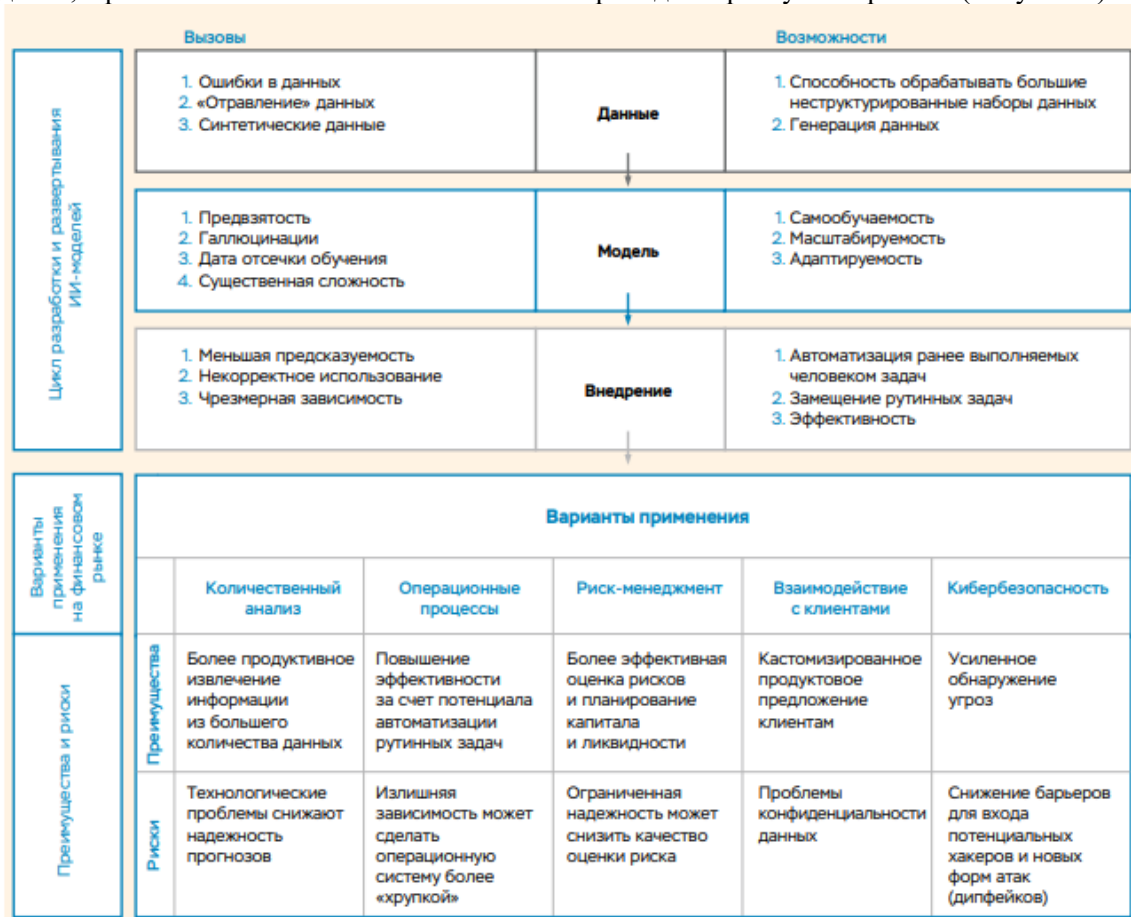 Вызовы
Возможности
Цикл разработки и развертывания
ИИ-моделей
1. Ошибки в данных
2. «Отравление» данных
3. Синтетические данные
Данные
1. Способность обрабатывать большие
неструктурированные наборы данных
2. Генерация данных
1. Предвзятость
2. Галлюцинации
3. Дата отсечки обучения
4. Существенная сложность
Модель
1. Самообучаемость
2. Масштабируемость
3. Адаптируемость
1. Меньшая предсказуемость
2. Некорректное использование
3. Чрезмерная зависимость
Внедрение
1. Автоматизация ранее выполняемых
человеком задач
2. Замещение рутинных задач
3. Эффективность
Варианты
применения
на финансовом
рынке
Варианты применения
Количественный
анализ
Операционные
процессы
Риск-менеджмент
Взаимодействие
с клиентами
Кибербезопасность
Преимущества и риски
Преимущества
Более продуктивное
извлечение
информации
из большего
количества данных
Повышение
эффективности
за счет потенциала
автоматизации
рутинных задач
Более эффективная
оценка рисков
и планирование
капитала
и ликвидности
Кастомизированное
продуктовое
предложение
клиентам
Усиленное
обнаружение
угроз
Риски
Технологические
проблемы снижают
надежность
прогнозов
Излишняя
зависимость может
сделать
операционную
систему более
«хрупкой»
Ограниченная
надежность может
снизить качество
оценки риска
Проблемы
конфиденциальности
данных
Снижение барьеров
для входа
потенциальных
хакеров и новых
форм атак
(дипфейков)